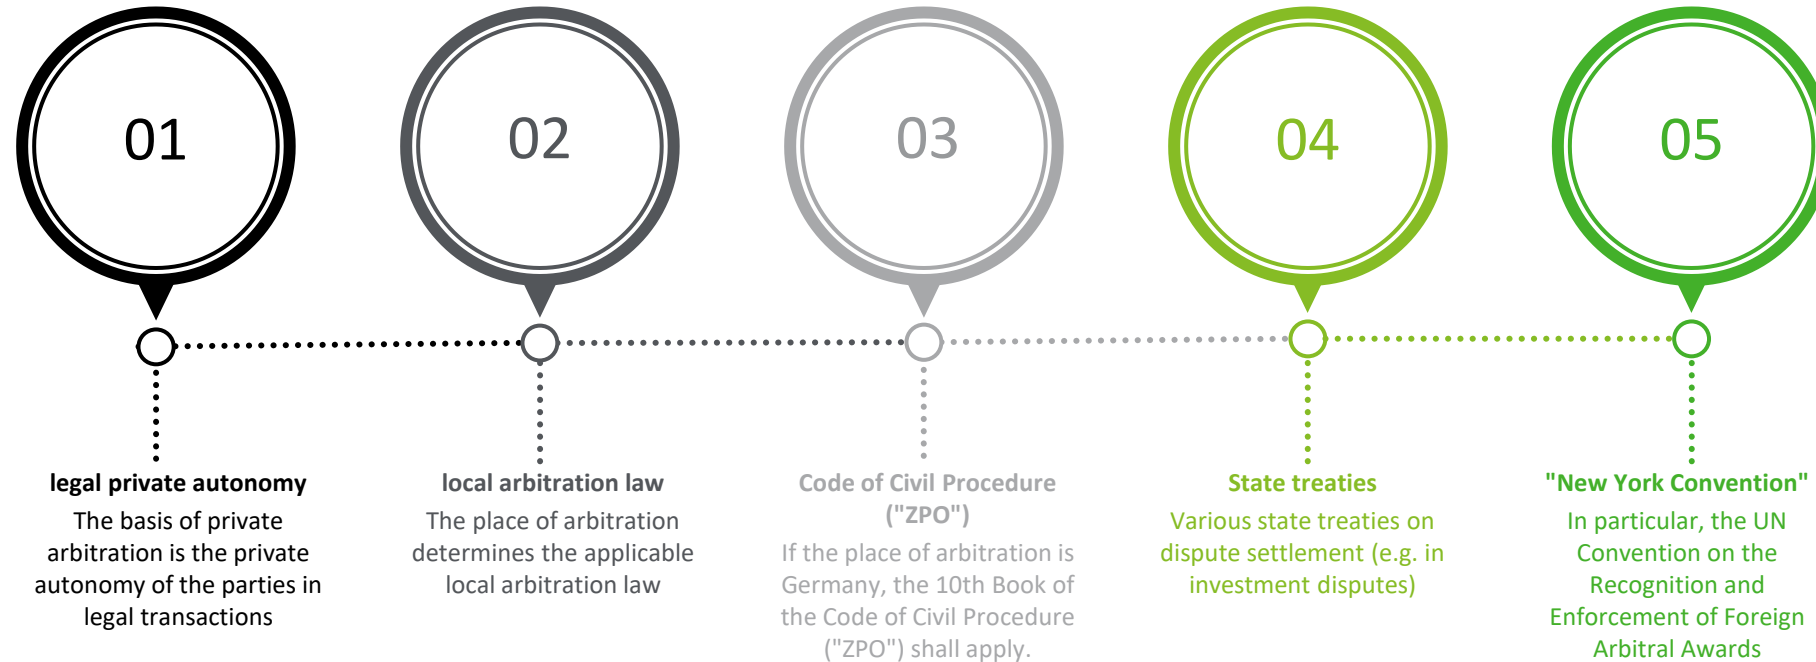 01
02
03
04
05
legal private autonomy
The basis of private
arbitration is the private
autonomy of the parties in
legal transactions
local arbitration law
The place of arbitration
determines the applicable
local arbitration law
Code of Civil Procedure
("ZPO")
If the place of arbitration is
Germany, the 10th Book of
the Code of Civil Procedure
("ZPO") shall apply.
State treaties
Various state treaties on
dispute settlement (e.g. in
investment disputes)
"New York Convention"
In particular, the UN
Convention on the
Recognition and
Enforcement of Foreign
Arbitral Awards